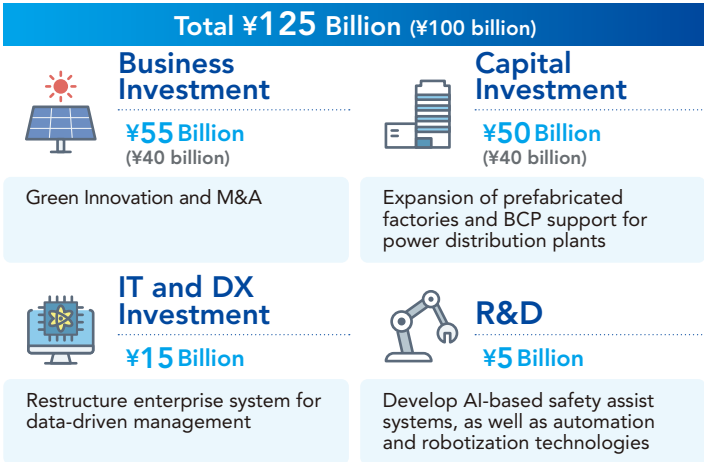 Total ¥125 Billion (¥100 billion)
Business
Investment
¥55 Billion
(¥40 billion)
Green Innovation and M&A
Capital
Investment
¥50 Billion
(¥40 billion)
Expansion of prefabricated
factories and BCP support for
power distribution plants
IT and DX
Investment
¥15 Billion
Restructure enterprise system for
data-driven management
R&D
¥5 Billion
Develop AI-based safety assist
systems, as well as automation
and robotization technologies